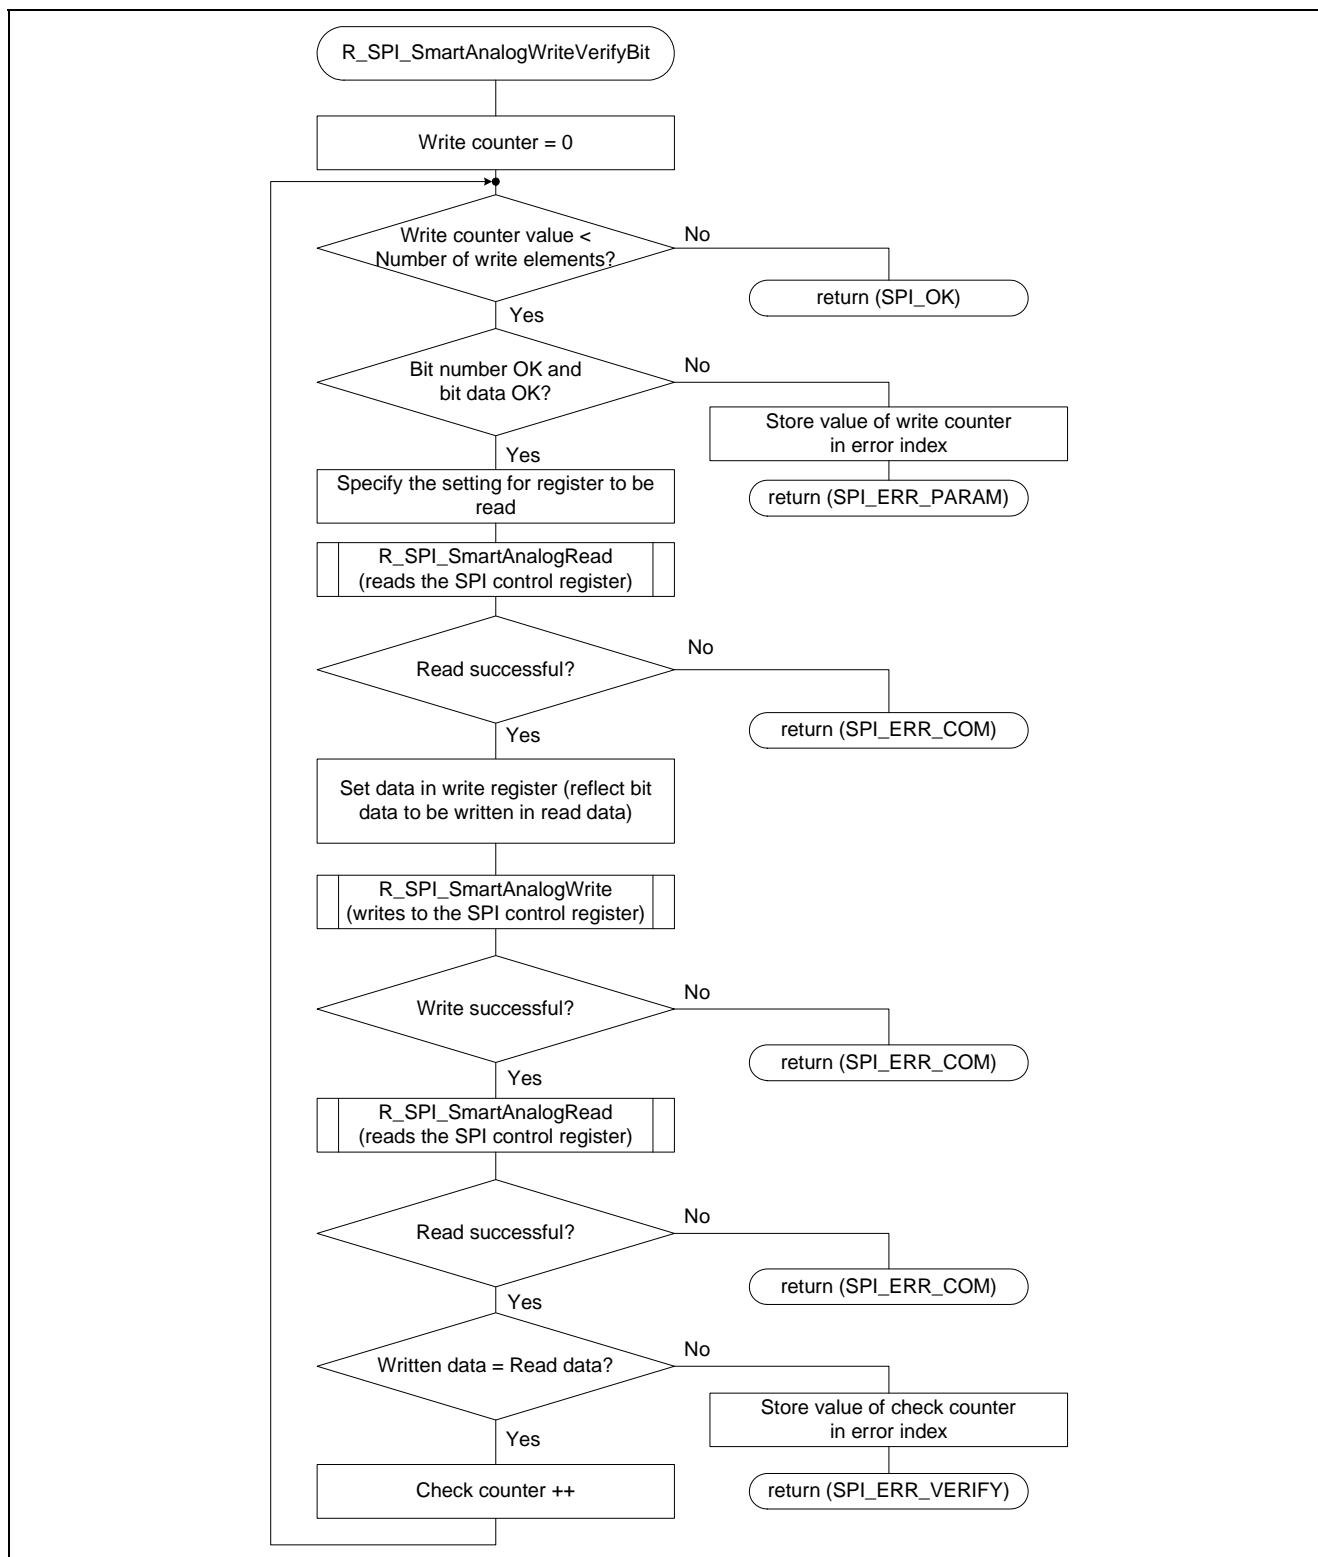 R_SPI_SmartAnalogWriteVerifyBit
Write counter = 0
Write counter value <
Number of write elements?
No
return (SPI_OK)
Yes
Bit number OK and
bit data OK?
No
Store value of write counter
in error index
return (SPI_ERR_PARAM)
Yes
Specify the setting for register to be
read
R_SPI_SmartAnalogRead
(reads the SPI control register)
Read successful?
No
return (SPI_ERR_COM)
Yes
Set data in write register (reflect bit
data to be written in read data)
R_SPI_SmartAnalogWrite
(writes to the SPI control register)
Write successful?
No
return (SPI_ERR_COM)
Yes
R_SPI_SmartAnalogRead
(reads the SPI control register)
Read successful?
No
return (SPI_ERR_COM)
Yes
Written data = Read data?
No
Store value of check counter
in error index
return (SPI_ERR_VERIFY)
Yes
Check counter ++